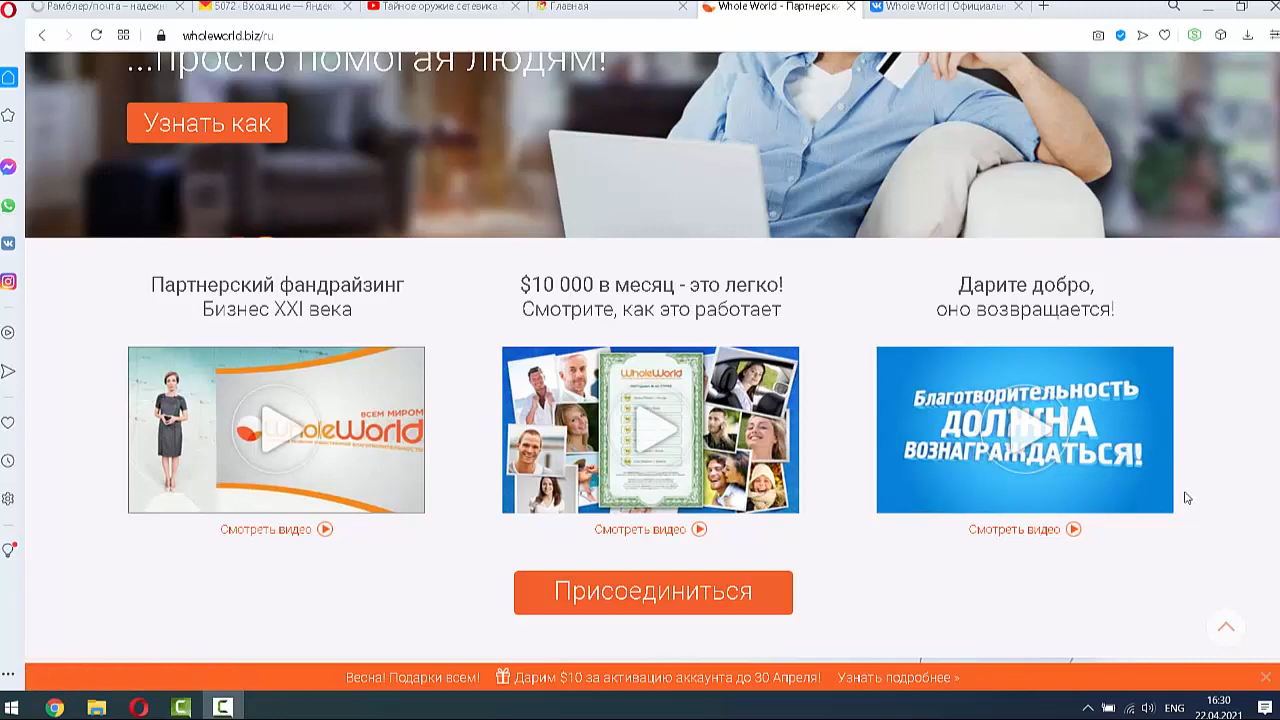 Рамблер/почта – надежн
5072 · Входящие — Яндекс
Тайное оружие сетевика
Главная
Whole World - Партнерск
Whole World | Официальн
wholeworld.biz/ru
...просто помогая людям!
Узнать как
Партнерский фандрайзинг
Бизнес XXI века
$10 000 в месяц - это легко!
Смотрите, как это работает
Дарите добро,
оно возвращается!
ВСЕМ МИРОМ
WholeWorld
WholeWorld
Благотворительность
ДОЛЖНА
ВОЗНАГРАЖДАТЬСЯ!
Смотреть видео
Смотреть видео
Смотреть видео
Присоединиться
Весна! Подарки всем! Дарим $10 за активацию аккаунта до 30 Апреля! Узнать подробнее »
ENG
16:30
22.04.2021